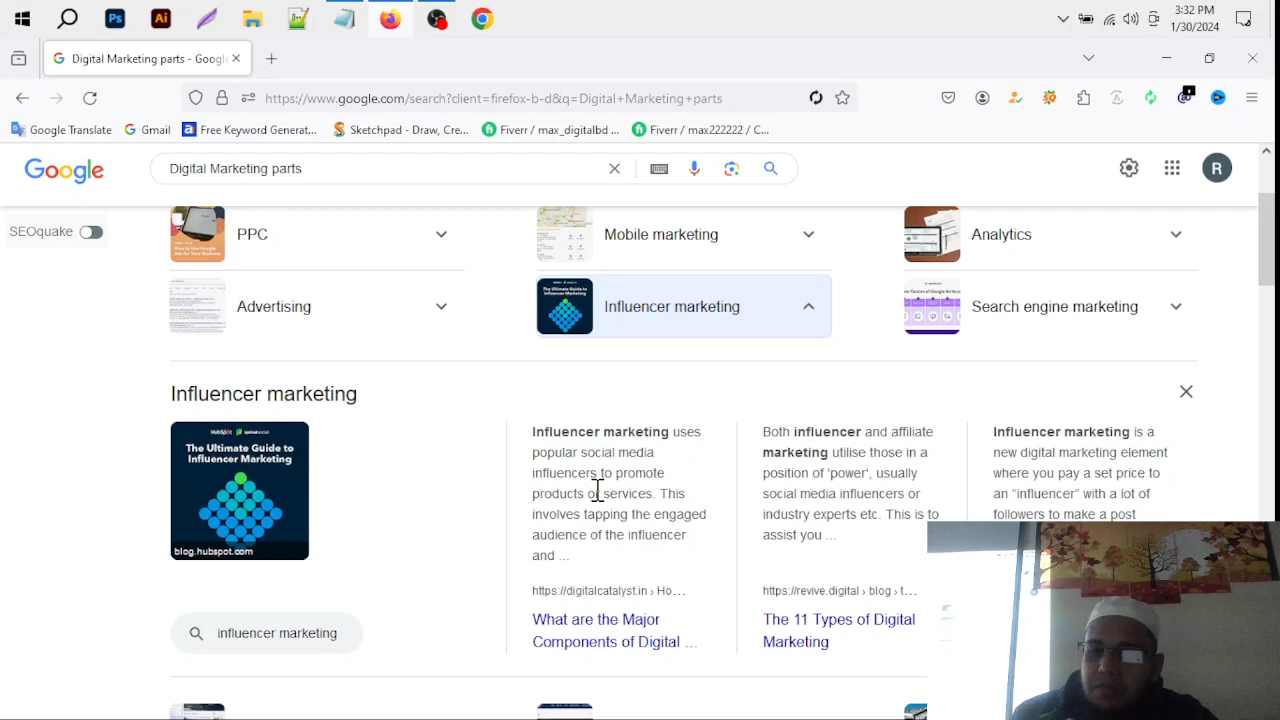 3:32 PM
1/30/2024
Digital Marketing parts - Googl
https://www.google.com/search?client=firefox-b-d&q=Digital+Marketing+parts
Google Translate
Gmail
Free Keyword Generat...
Sketchpad - Draw, Cre...
Fiverr / max_digitalbd ...
Fiverr / max222222 / C...
Google
Digital Marketing parts
R
SEOquake
PPC
Mobile marketing
Analytics
Advertising
Influencer marketing
Search engine marketing
Influencer marketing
HubSpot
The Ultimate Guide to
Influencer Marketing
blog.hubspot.com
influencer marketing
Influencer marketing uses
popular social media
influencers to promote
products or services. This
involves tapping the engaged
audience of the influencer
and ...
https://digitalcatalyst.in › Ho...
What are the Major
Components of Digital ...
Both influencer and affiliate
marketing utilise those in a
position of 'power', usually
social media influencers or
industry experts etc. This is to
assist you ...
https://revive.digital › blog › t...
The 11 Types of Digital
Marketing
Influencer marketing is a
new digital marketing element
where you pay a set price to
an “influencer” with a lot of
followers to make a post